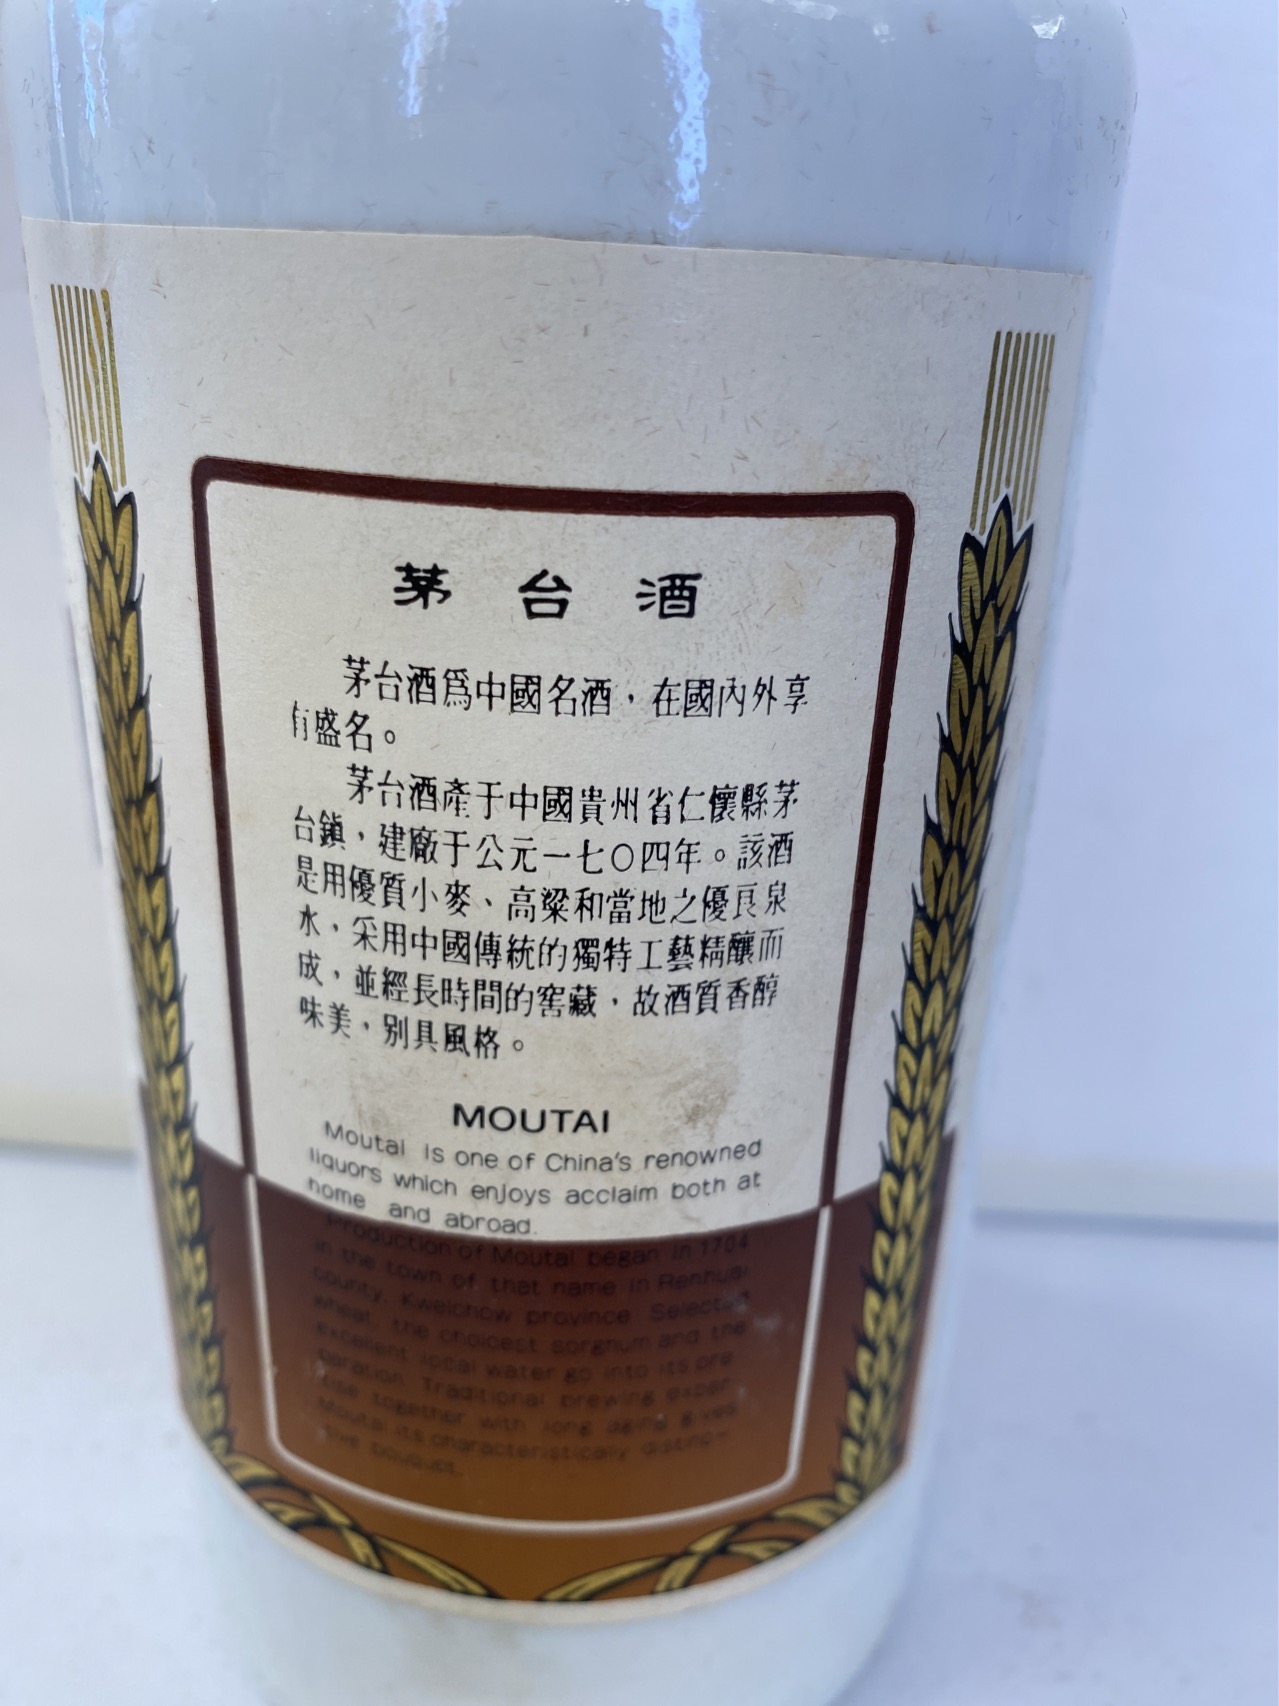 茅台酒
茅台酒爲中國名酒，在國內外享
有盛名。
茅台酒產于中國貴州省仁懷縣茅
台鎮，建廠于公元一七〇四年。該酒
是用優質小麥、高粱和當地之優良泉
水，采用中國傳統的獨特工藝精釀而
成，並經長時間的窖藏，故酒質香醇
味美，别具風格。
MOUTAI
Moutai is one of China's renowned
liquors which enjoys acclaim both at
home and abroad.
Production of Moutai began in 1704
in the town of that name in Renhuai
county, Kweichow province Selected
wheat, the choicest sorghum and the
excellent local water go into its pre-
paration. Traditional brewing exper-
tise together with long aging gives
Moutai its characteristically distinc-
tive bouquet.